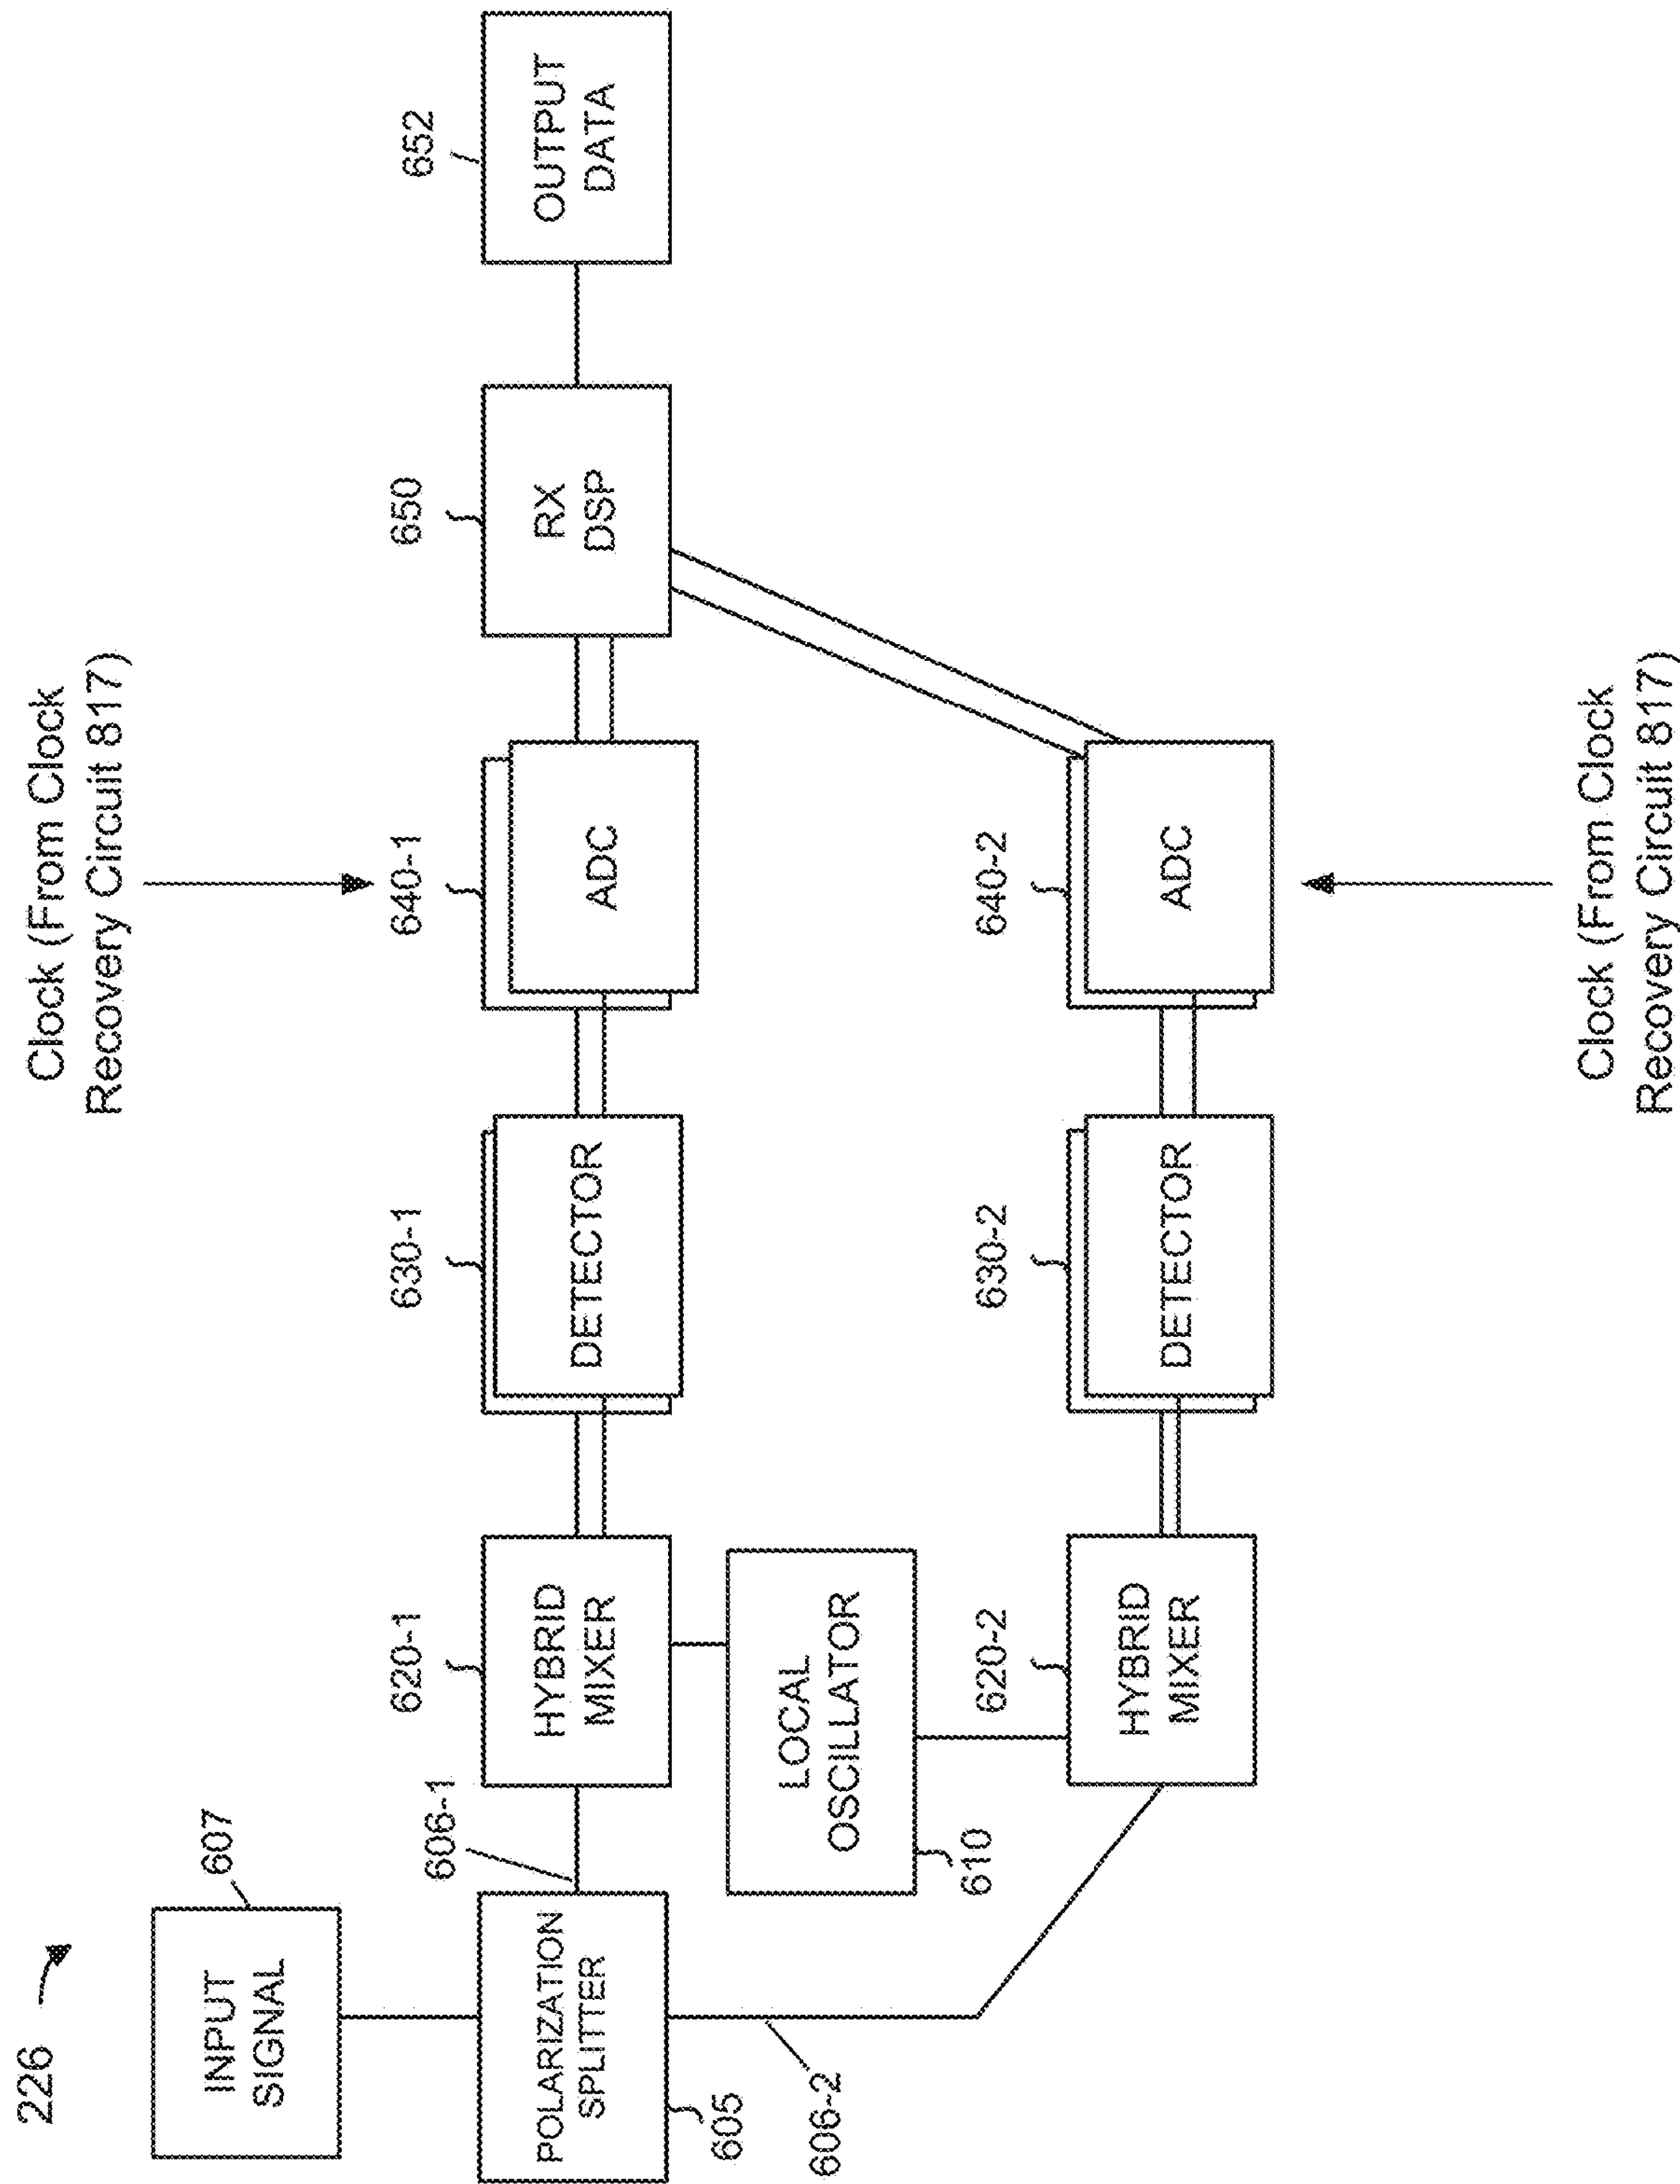 226
INPUT
SIGNAL
607
POLARIZATION
SPLITTER
605
606-1
606-2
620-1
HYBRID
MIXER
LOCAL
OSCILLATOR
610
620-2
HYBRID
MIXER
630-1
DETECTOR
630-2
DETECTOR
Clock (From Clock
Recovery Circuit 817)
640-1
ADC
640-2
ADC
Clock (From Clock
Recovery Circuit 817)
650
RX
DSP
652
OUTPUT
DATA